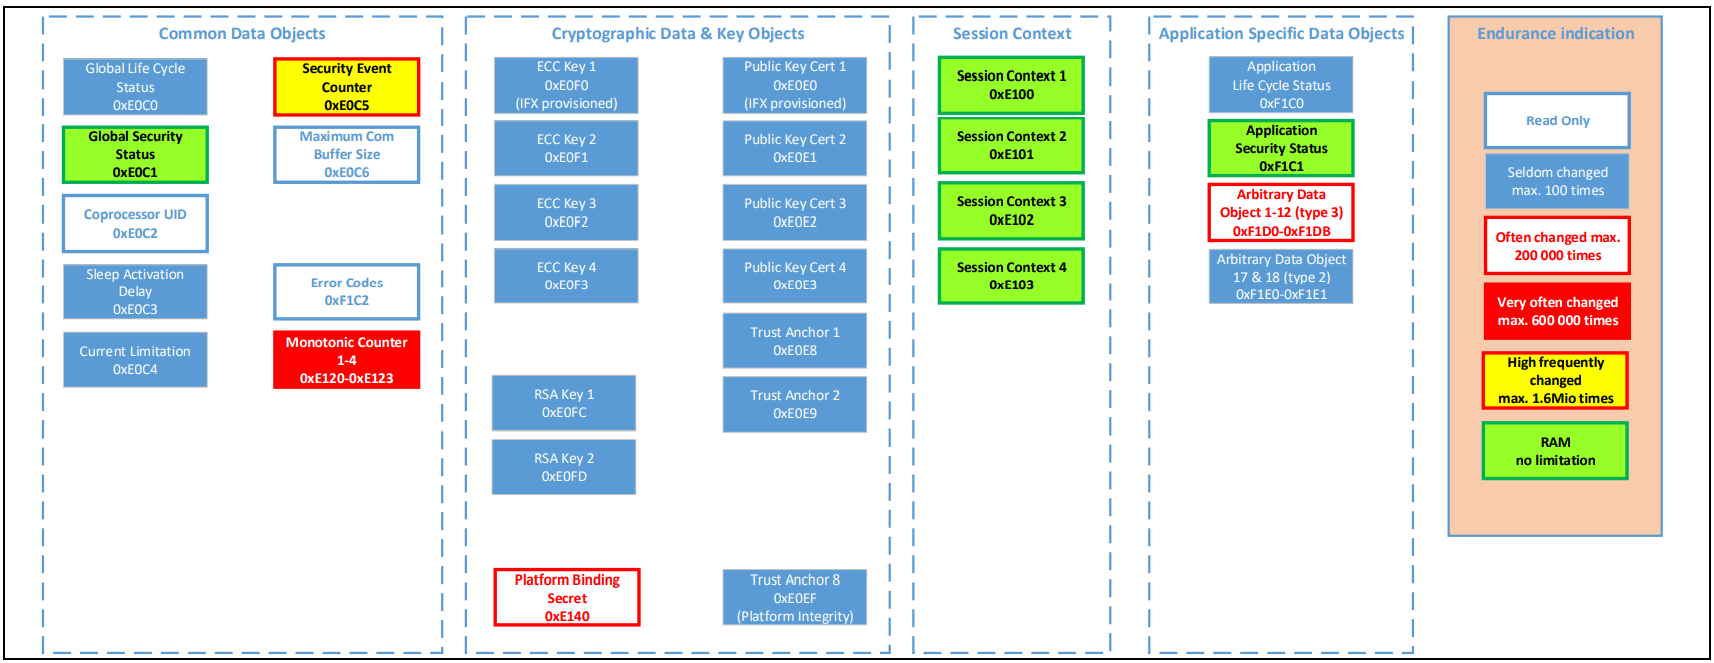 Common Data Objects
Global Life Cycle
Status
0xE0C0
Security Event
Counter
0xE0C5
Global Security
Status
0xE0C1
Maximum Com
Buffer Size
0xE0C6
Coprocessor UID
0xE0C2
Sleep Activation
Delay
0xE0C3
Error Codes
0xF1C2
Current Limitation
0xE0C4
Monotonic Counter
1-4
0xE120-0xE123
Cryptographic Data & Key Objects
ECC Key 1
0xE0F0
(IFX provisioned)
Public Key Cert 1
0xE0E0
(IFX provisioned)
ECC Key 2
0xE0F1
Public Key Cert 2
0xE0E1
ECC Key 3
0xE0F2
Public Key Cert 3
0xE0E2
ECC Key 4
0xE0F3
Public Key Cert 4
0xE0E3
Trust Anchor 1
0xE0E8
RSA Key 1
0xE0FC
Trust Anchor 2
0xE0E9
RSA Key 2
0xE0FD
Platform Binding
Secret
0xE140
Trust Anchor 8
0xE0EF
(Platform Integrity)
Session Context
Session Context 1
0xE100
Session Context 2
0xE101
Session Context 3
0xE102
Session Context 4
0xE103
Application Specific Data Objects
Application
Life Cycle Status
0xF1C0
Application
Security Status
0xF1C1
Arbitrary Data
Object 1-12 (type 3)
0xF1D0-0xF1DB
Arbitrary Data Object
17 & 18 (type 2)
0xF1E0-0xF1E1
Endurance indication
Read Only
Seldom changed
max. 100 times
Often changed max.
200 000 times
Very often changed
max. 600 000 times
High frequently
changed
max. 1.6Mio times
RAM
no limitation